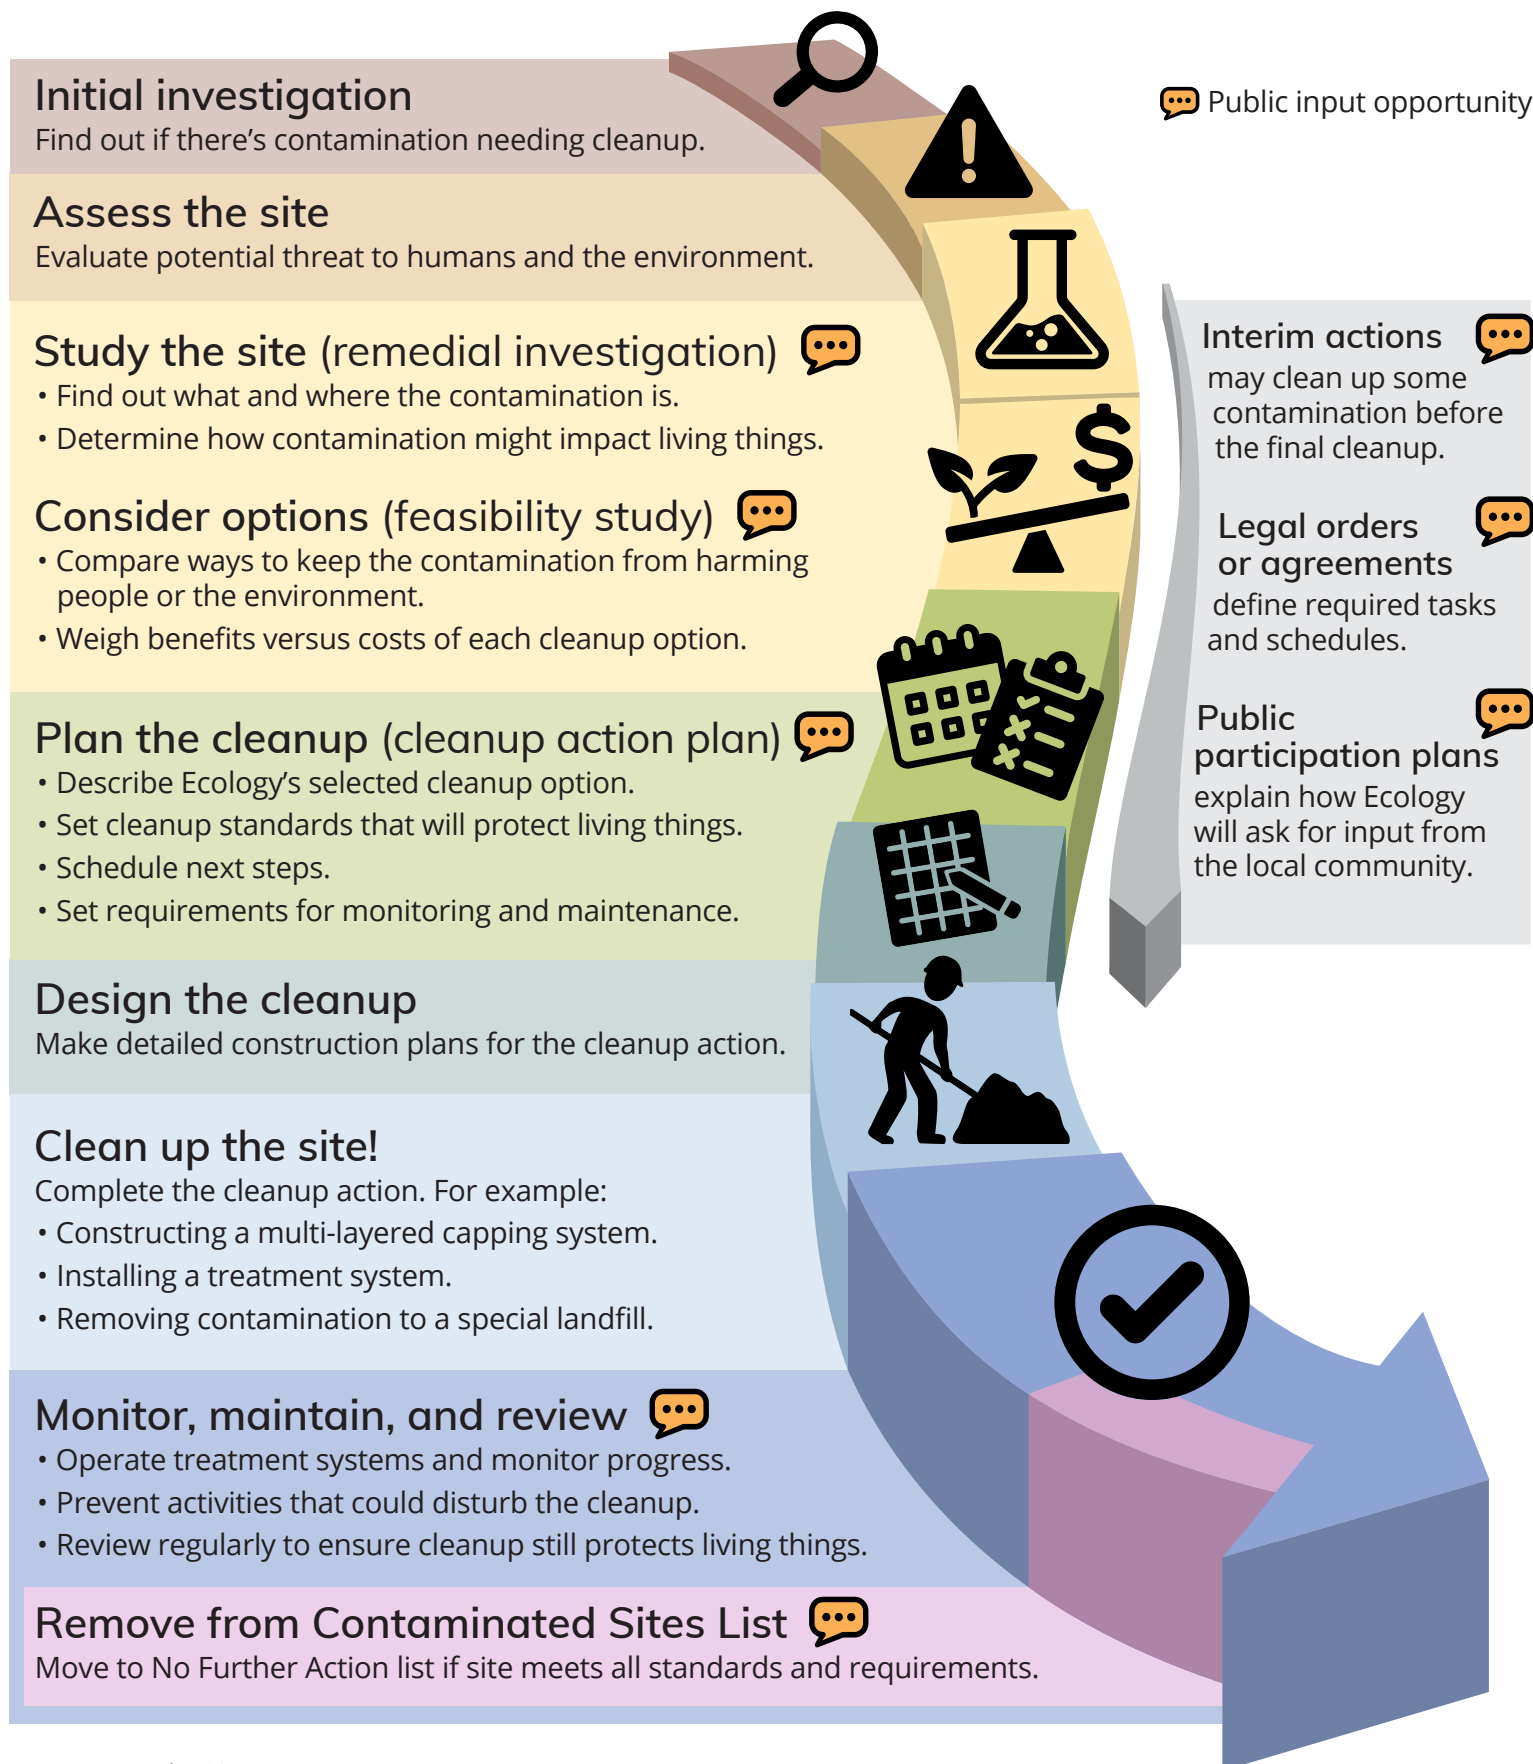 Initial investigation
Find out if there's contamination needing cleanup.
Public input opportunity
Assess the site
Evaluate potential threat to humans and the environment.
Study the site (remedial investigation)
• Find out what and where the contamination is.
• Determine how contamination might impact living things.
Consider options (feasibility study)
• Compare ways to keep the contamination from harming
people or the environment.
• Weigh benefits versus costs of each cleanup option.
Plan the cleanup (cleanup action plan)
• Describe Ecology's selected cleanup option.
• Set cleanup standards that will protect living things.
• Schedule next steps.
• Set requirements for monitoring and maintenance.
Design the cleanup
Make detailed construction plans for the cleanup action.
Clean up the site!
Complete the cleanup action. For example:
• Constructing a multi-layered capping system.
• Installing a treatment system.
• Removing contamination to a special landfill.
Monitor, maintain, and review
• Operate treatment systems and monitor progress.
• Prevent activities that could disturb the cleanup.
• Review regularly to ensure cleanup still protects living things.
Remove from Contaminated Sites List
Move to No Further Action list if site meets all standards and requirements.
Interim actions
may clean up some
contamination before
the final cleanup.
Legal orders
or agreements
define required tasks
and schedules.
Public
participation plans
explain how Ecology
will ask for input from
the local community.
$